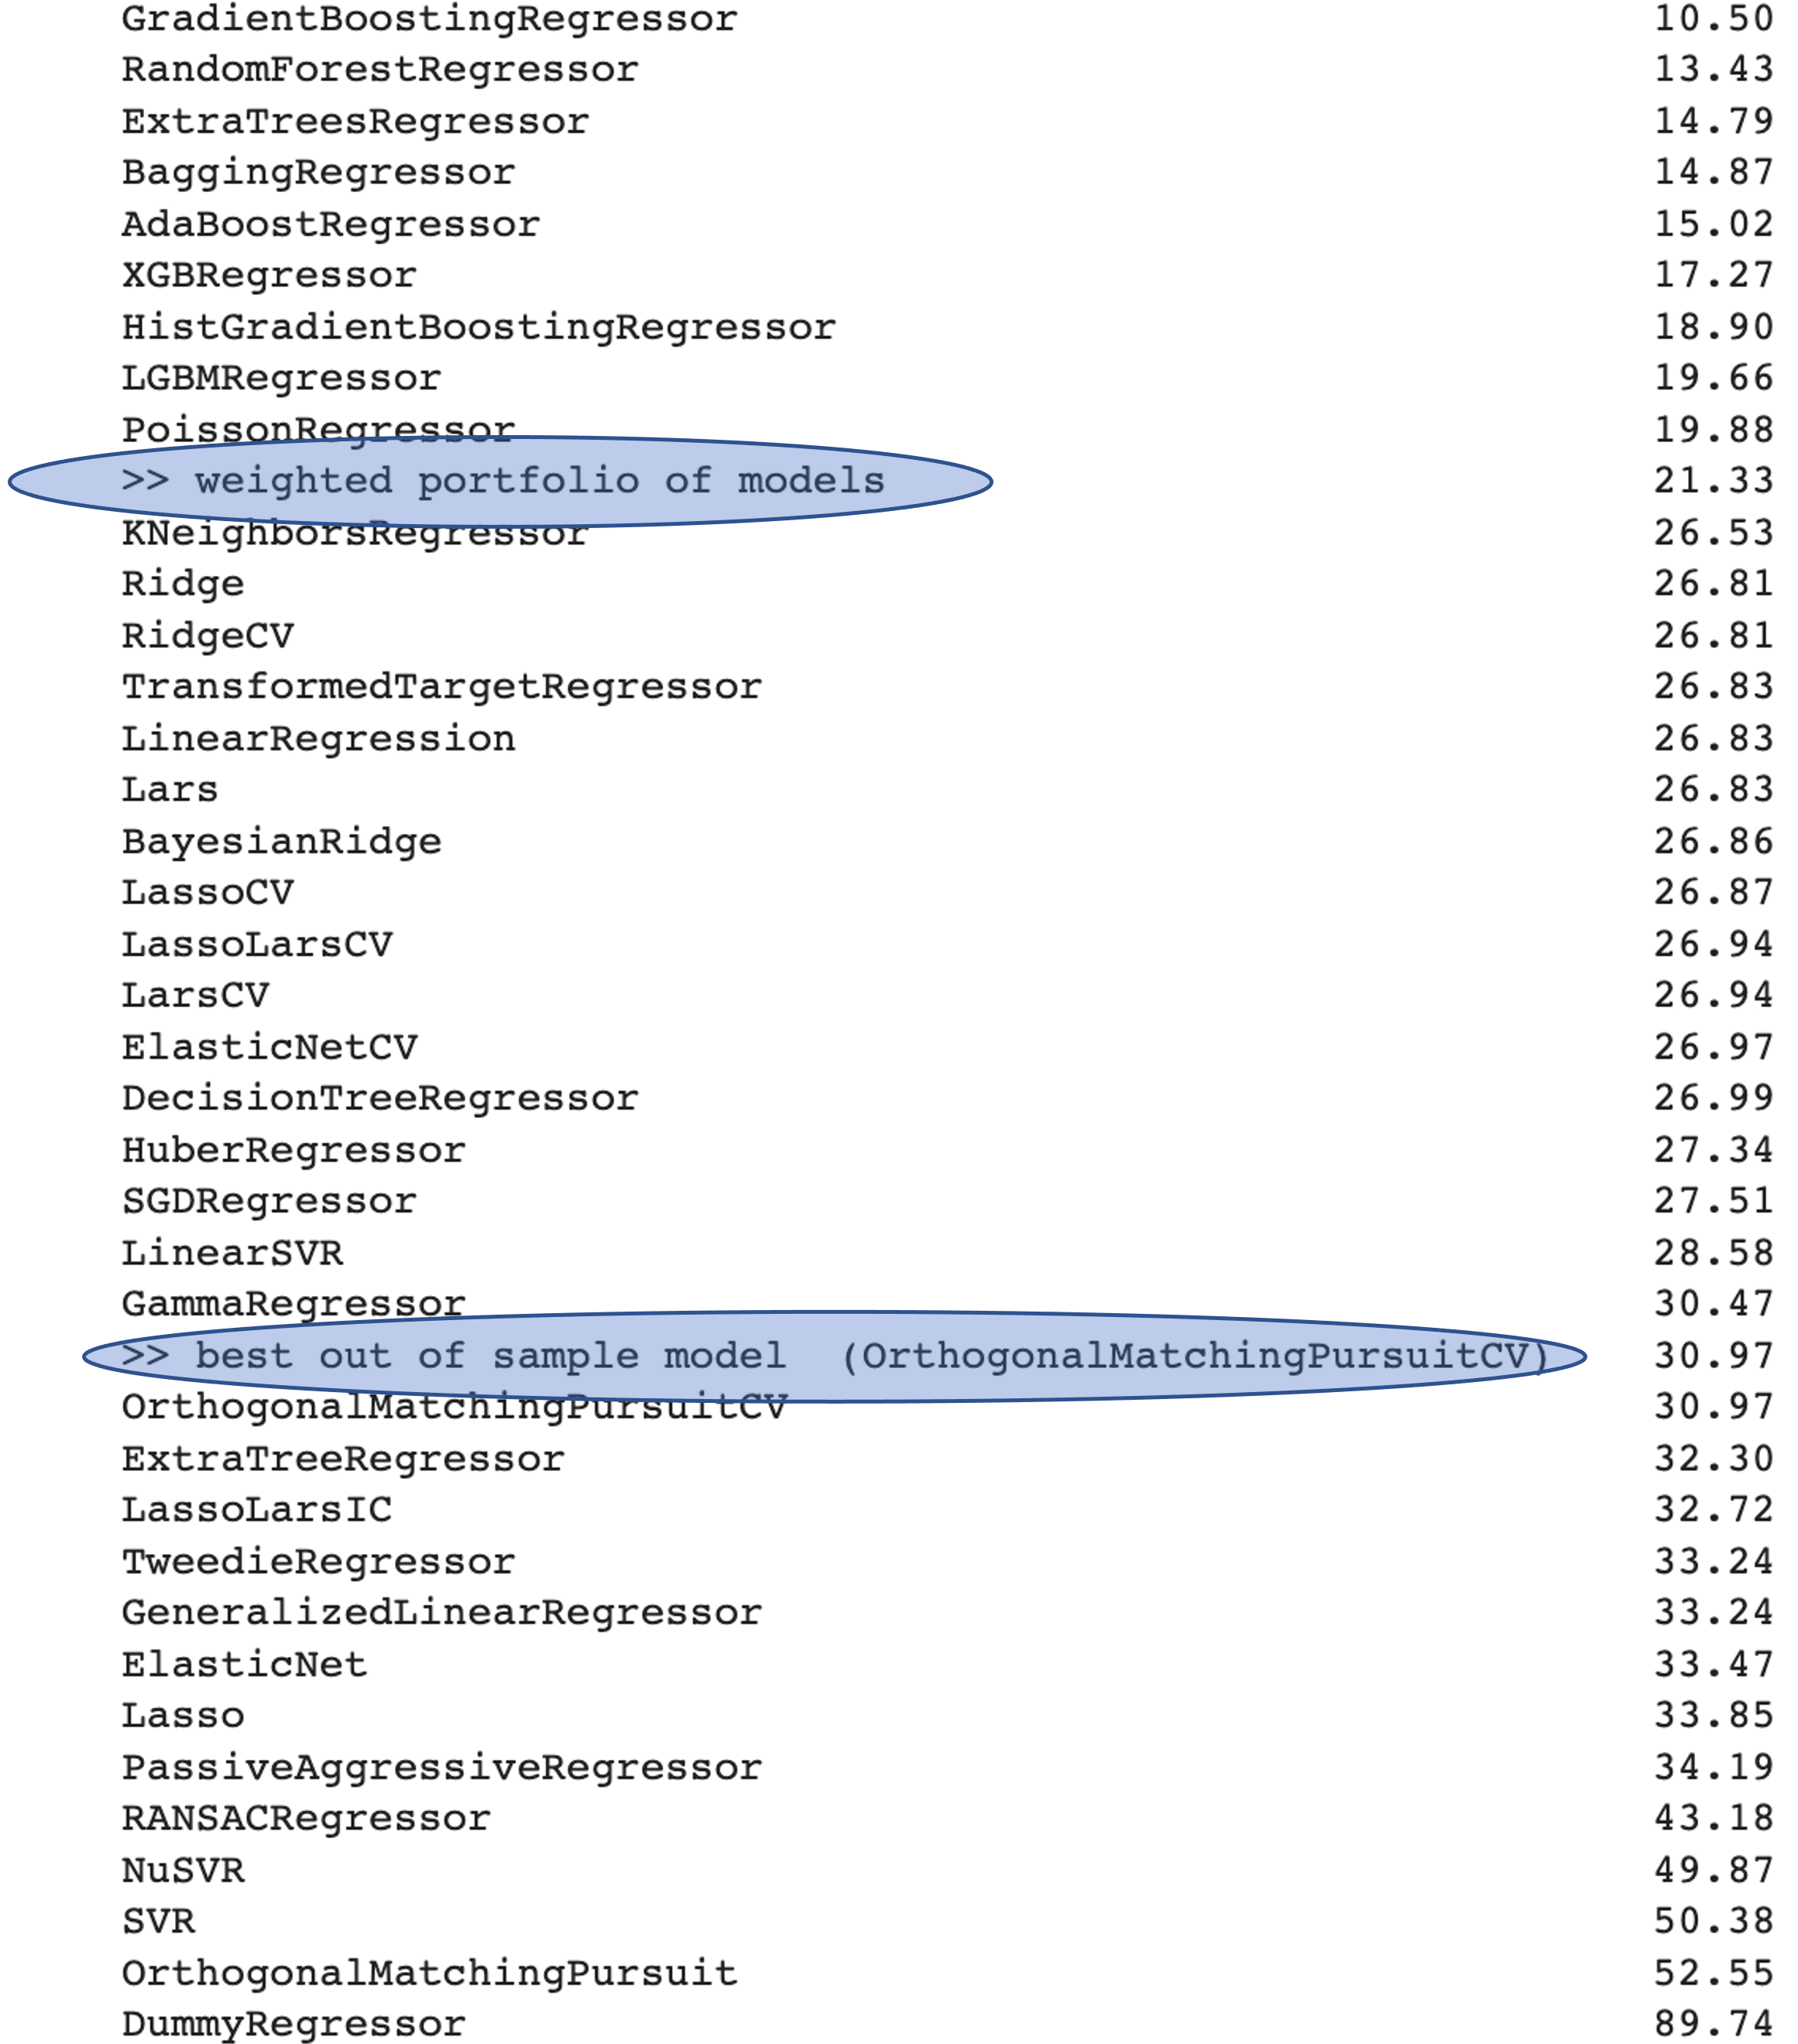 GradientBoostingRegressor 10.50
RandomForestRegressor 13.43
ExtraTreesRegressor 14.79
BaggingRegressor 14.87
AdaBoostRegressor 15.02
XGBRegressor 17.27
HistGradientBoostingRegressor 18.90
LGBMRegressor 19.66
PoissonRegressor 19.88
>> weighted portfolio of models 21.33
KNeighborsRegressor 26.53
Ridge 26.81
RidgeCV 26.81
TransformedTargetRegressor 26.83
LinearRegression 26.83
Lars 26.83
BayesianRidge 26.86
LassoCV 26.87
LassoLarsCV 26.94
LarsCV 26.94
ElasticNetCV 26.97
DecisionTreeRegressor 26.99
HuberRegressor 27.34
SGDRegressor 27.51
LinearSVR 28.58
GammaRegressor 30.47
>> best out of sample model (OrthogonalMatchingPursuitCV) 30.97
OrthogonalMatchingPursuitCV 30.97
ExtraTreeRegressor 32.30
LassoLarsIC 32.72
TweedieRegressor 33.24
GeneralizedLinearRegressor 33.24
ElasticNet 33.47
Lasso 33.85
PassiveAggressiveRegressor 34.19
RANSACRegressor 43.18
NuSVR 49.87
SVR 50.38
OrthogonalMatchingPursuit 52.55
DummyRegressor 89.74